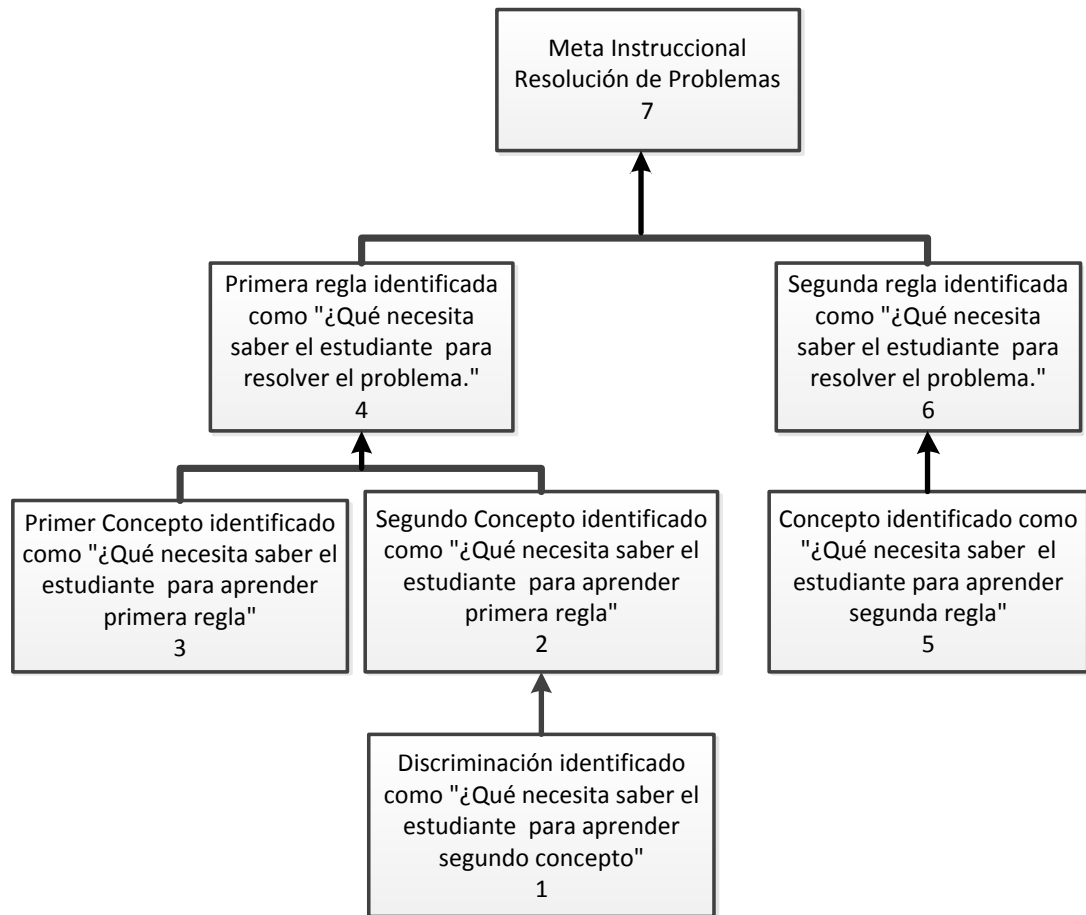 Meta Instruccional
Resolución de Problemas
7
Primera regla identificada
como "¿Qué necesita
saber el estudiante  para
resolver el problema."
4
Segunda regla identificada
como "¿Qué necesita
saber el estudiante  para
resolver el problema."
6
Primer Concepto identificado
como "¿Qué necesita saber el
estudiante  para aprender
primera regla"
3
Segundo Concepto identificado
como "¿Qué necesita saber el
estudiante  para aprender
primera regla"
2
Concepto identificado como
"¿Qué necesita saber  el
estudiante para aprender
segunda regla"
5
Discriminación identificado
como "¿Qué necesita saber el
estudiante  para aprender
segundo concepto"
1